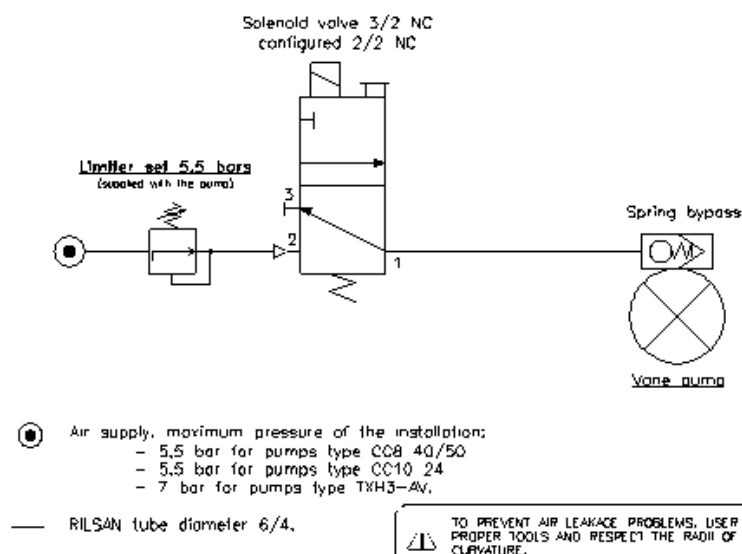 Solenoid valve 3/2 NC
configured 2/2 NC
Limiter set 5,5 bars
(supplied with the pump)
3
2
1
Spring bypass
Vane pump
Air supply, maximum pressure of the installation:
- 5,5 bar for pumps type CC8 40/50
- 5,5 bar for pumps type CC10 24
- 7 bar for pumps type TXH3-AV.
RILSAN tube diameter 6/4.
TO PREVENT AIR LEAKAGE PROBLEMS, USER
PROPER TOOLS AND RESPECT THE RADII OF
CURVATURE.